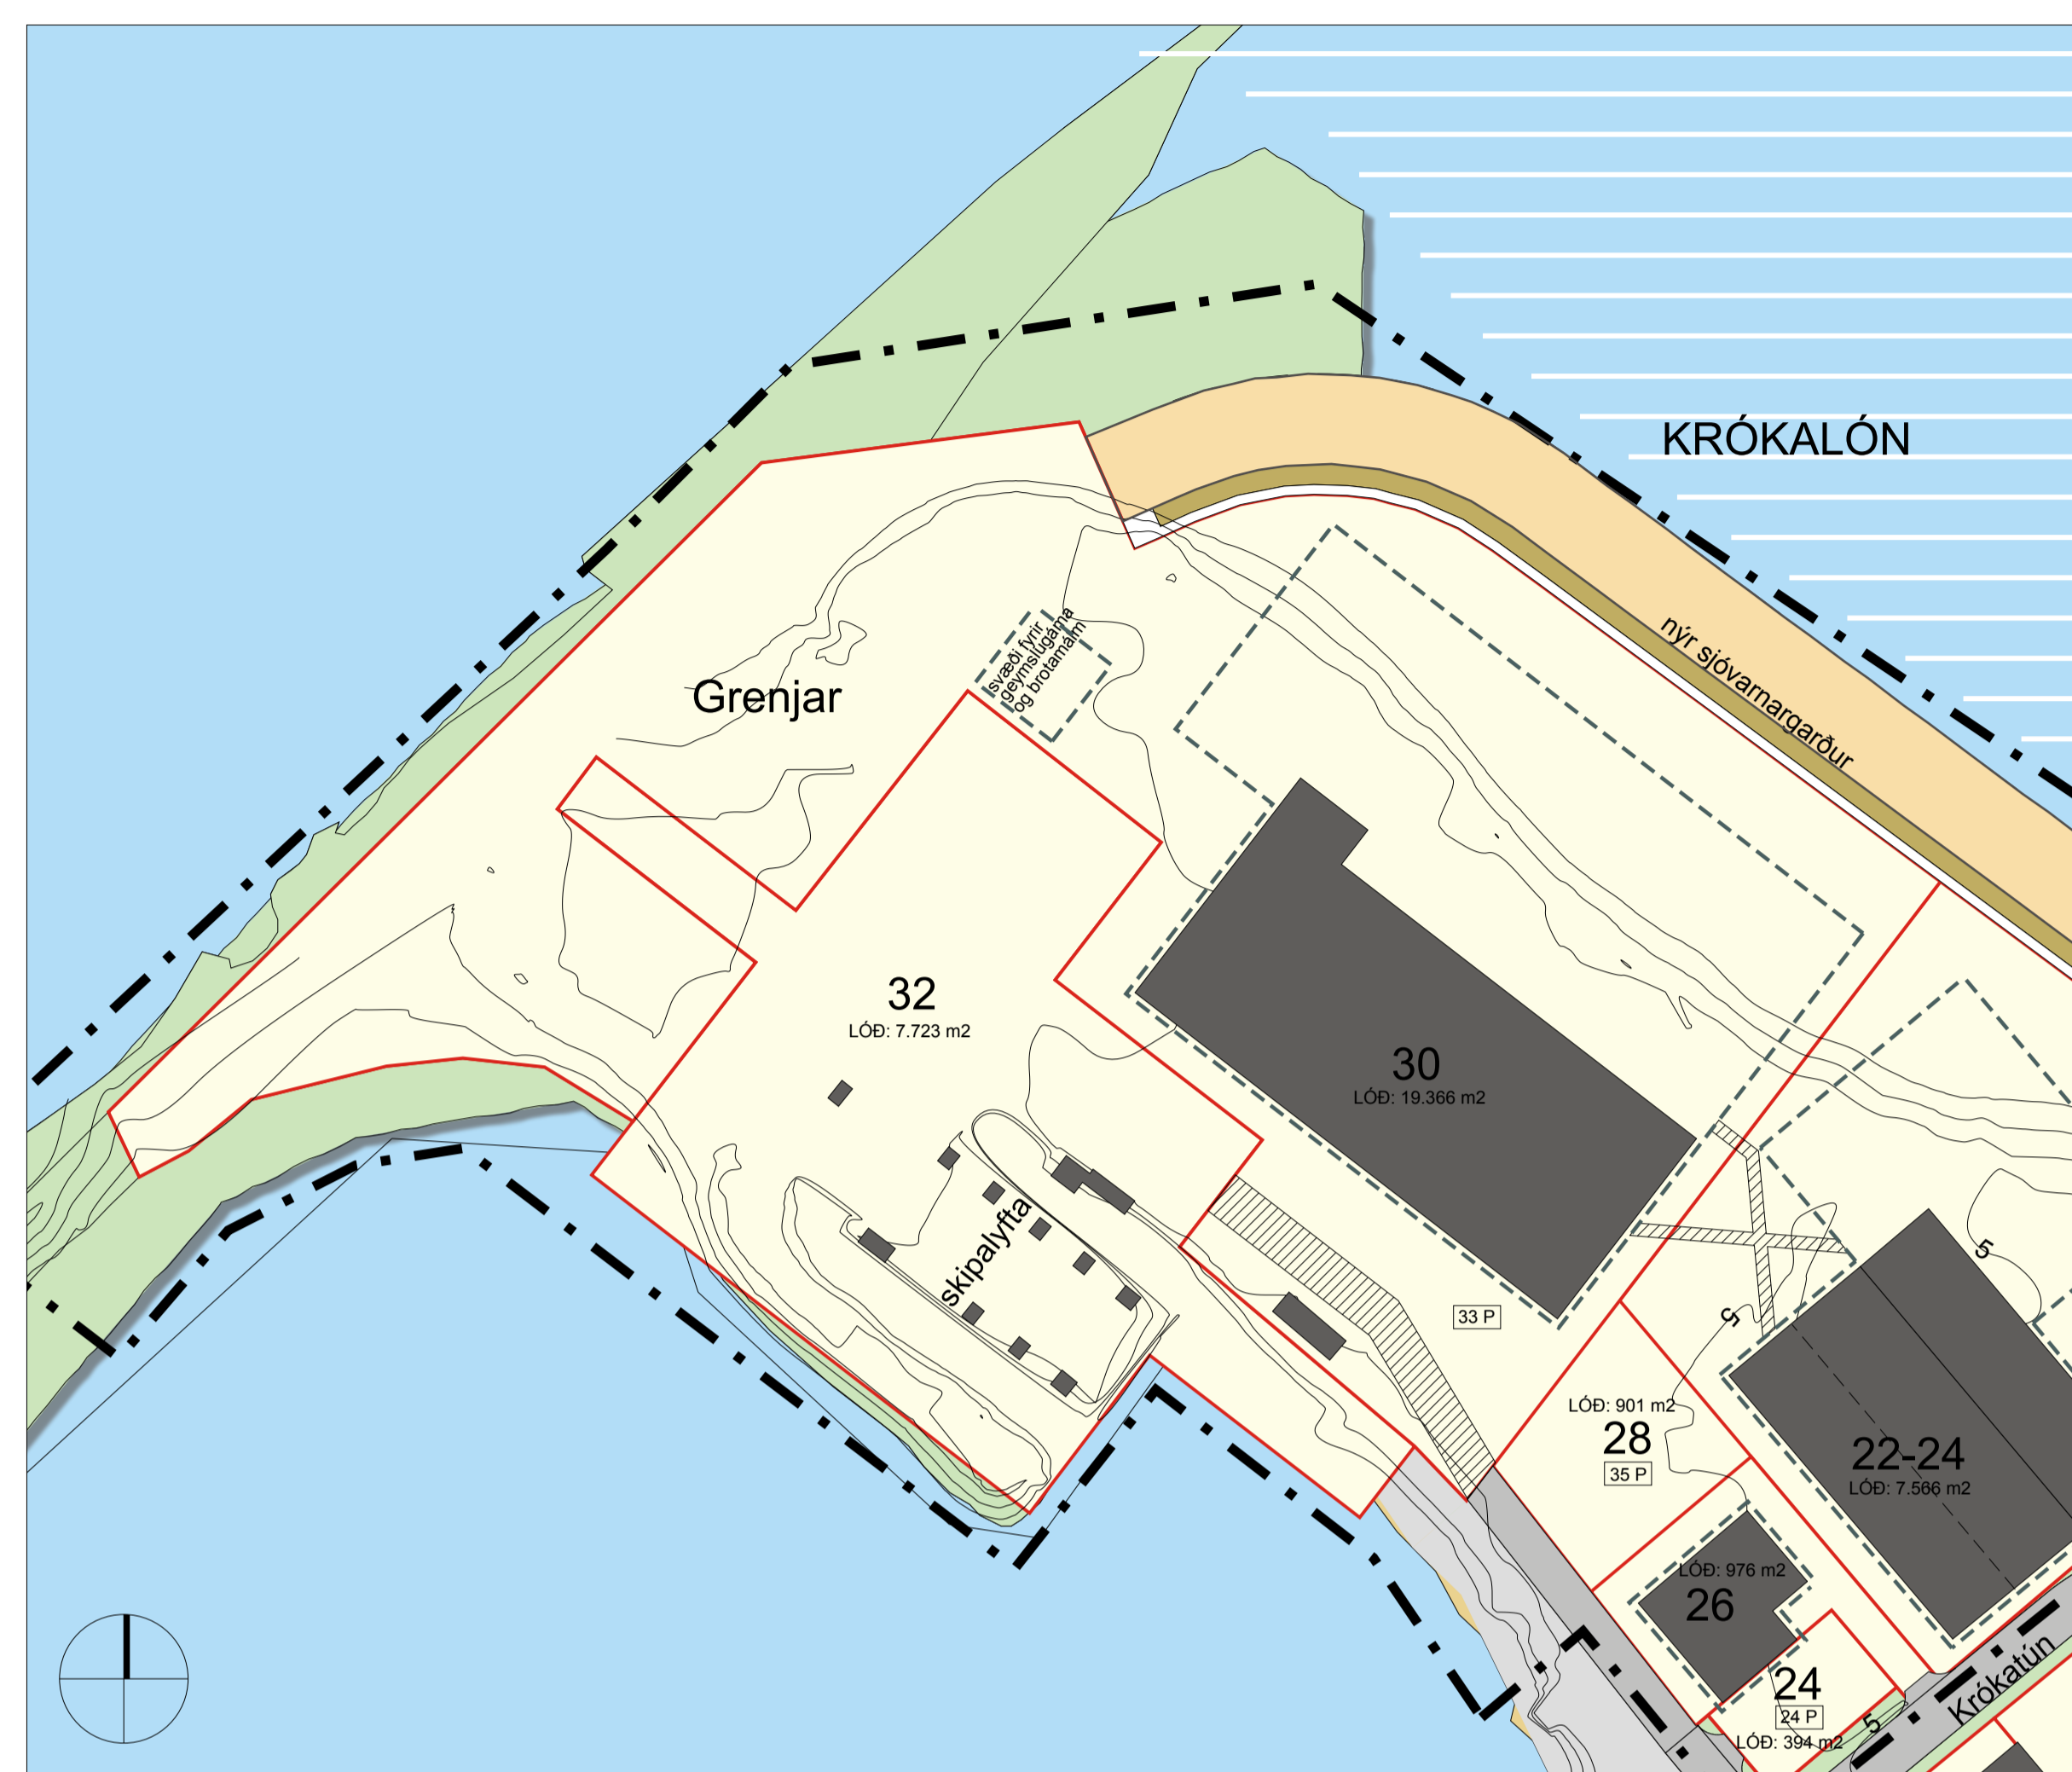 KRÓKALÓN
nýr sjóvarnargarður
svæði fyrir
geymslugáma
og brotamálm
Grenjar
32
LÓÐ: 7.723 m2
30
LÓÐ: 19.366 m2
skipalyfta
33 P
5
5
LÓÐ: 901 m2
28
35 P
22-24
LÓÐ: 7.566 m2
LÓÐ: 976 m2
26
24
24 P
LÓÐ: 394 m2
5
Krókatún